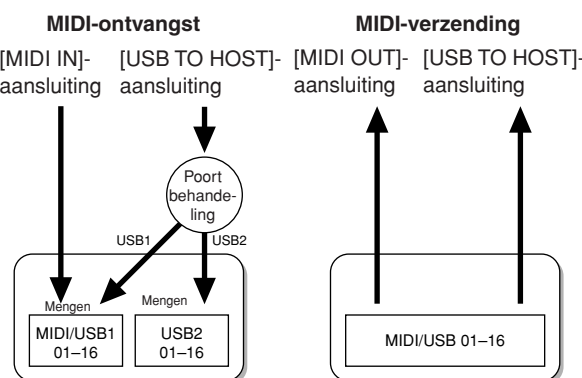 MIDI-ontvangst
[MIDI IN]-
aansluiting
[USB TO HOST]-
aansluiting
Poort
behande-
ling
USB1
USB2
Mengen
Mengen
MIDI/USB1
01–16
USB2
01–16
MIDI-verzending
[MIDI OUT]-
aansluiting
[USB TO HOST]-
aansluiting
MIDI/USB 01–16